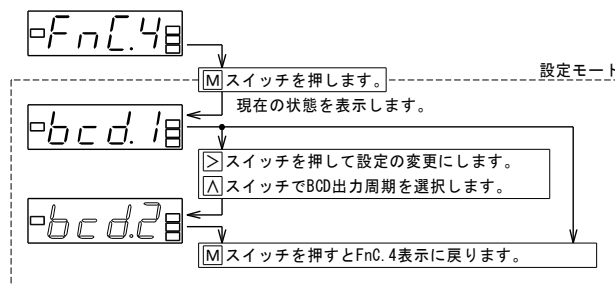 FnC.4
設定モード
Mスイッチを押します。
現在の状態を表示します。
bcd.1
>スイッチを押して設定の変更にします。
∧スイッチでBCD出力周期を選択します。
bcd.2
Mスイッチを押すとFnC.4表示に戻ります。